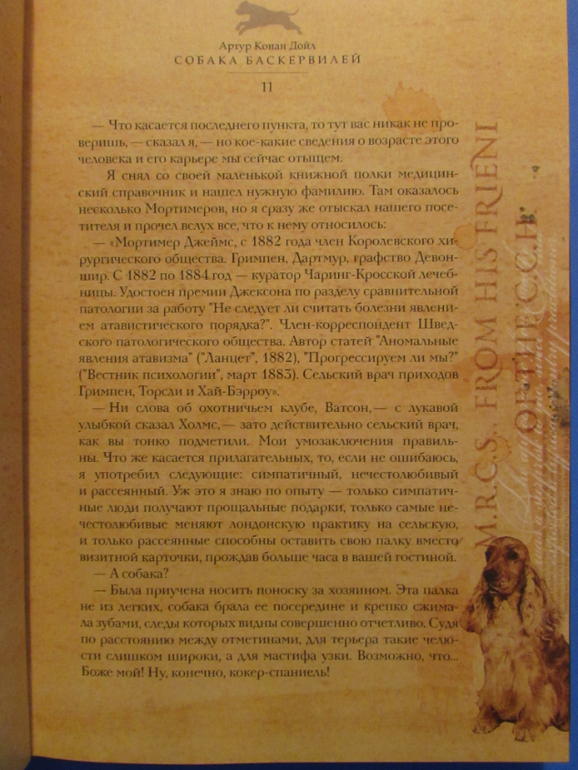 Артур Конан Дойл
СОБАКА БАСКЕРВИЛЕЙ
11
— Что касается последнего пункта, то тут вас никак не про-
веришь, — сказал я, — но кое-какие сведения о возрасте этого
человека и его карьере мы сейчас отыщем.
Я снял со своей маленькой книжной полки медицин-
ский справочник и нашел нужную фамилию. Там оказалось
несколько Мортимеров, но я сразу же отыскал нашего посе-
тителя и прочел вслух все, что к нему относилось:
— «Мортимер Джеймс, с 1882 года член Королевского хи-
рургического общества. Гримпен, Дартмур, графство Девон-
шир. С 1882 по 1884 год — куратор Чаринг-Кросской лечеб-
ницы. Удостоен премии Джексона по разделу сравнительной
патологии за работу "Не следует ли считать болезни явлени-
ем атавистического порядка?". Член-корреспондент Швед-
ского патологического общества. Автор статей "Аномальные
явления атавизма" ("Ланцет", 1882), "Прогрессируем ли мы?"
("Вестник психологии", март 1883). Сельский врач приходов
Гримпен, Торсли и Хай-Бэрроу».
— Ни слова об охотничьем клубе, Ватсон, — с лукавой
улыбкой сказал Холмс, — зато действительно сельский врач,
как вы тонко подметили. Мои умозаключения правиль-
ны. Что же касается прилагательных, то, если не ошибаюсь,
я употребил следующие: симпатичный, нечестолюбивый
и рассеянный. Уж это я знаю по опыту — только симпатич-
ные люди получают прощальные подарки, только самые не-
честолюбивые меняют лондонскую практику на сельскую,
и только рассеянные способны оставить свою палку вместо
визитной карточки, прождав больше часа в вашей гостиной.
— А собака?
— Была приучена носить поноску за хозяином. Эта палка
не из легких, собака брала ее посередине и крепко сжима-
ла зубами, следы которых видны совершенно отчетливо. Судя
по расстоянию между отметинами, для терьера такие челю-
сти слишком широки, а для мастифа узки. Возможно, что...
Боже мой! Ну, конечно, кокер-спаниель!
M.R.C.S., FROM HIS FRIEN
OF THE C.C.H.